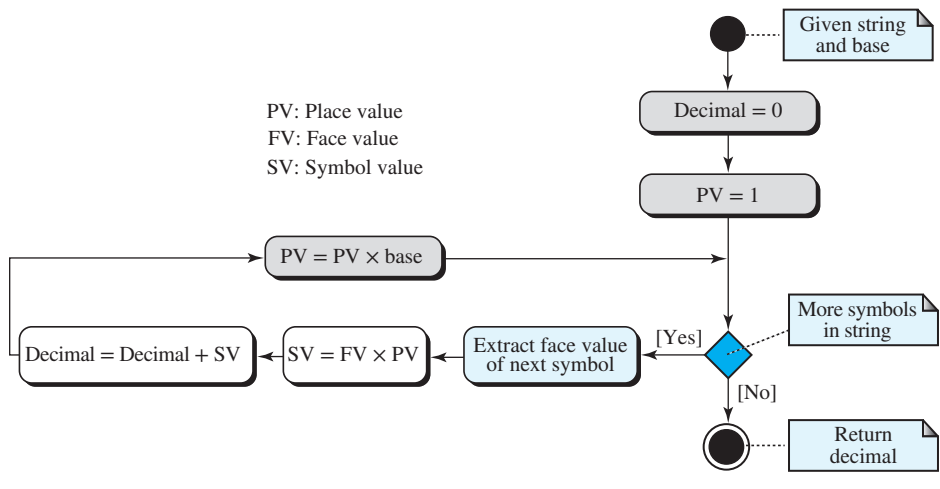 Given string
and base
Decimal = 0
PV: Place value
FV: Face value
SV: Symbol value
PV = 1
PV = PV × base
More symbols
in string
Decimal = Decimal + SV
SV = FV × PV
Extract face value
of next symbol
[Yes]
[No]
Return
decimal